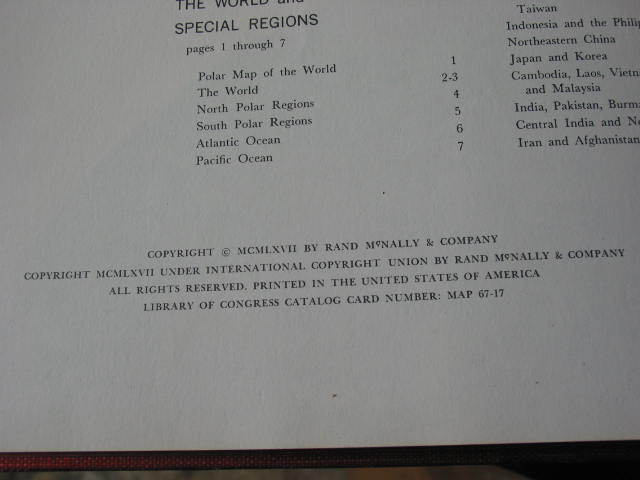 THE WORLD and
SPECIAL REGIONS
pages 1 through 7
Polar Map of the World 1
The World 2-3
North Polar Regions 4
South Polar Regions 5
Atlantic Ocean 6
Pacific Ocean 7
Taiwan
Indonesia and the Philip
Northeastern China
Japan and Korea
Cambodia, Laos, Vietna
and Malaysia
India, Pakistan, Burma
Central India and No
Iran and Afghanistan
COPYRIGHT © MCMLXVII BY RAND McNALLY & COMPANY
COPYRIGHT MCMLXVII UNDER INTERNATIONAL COPYRIGHT UNION BY RAND McNALLY & COMPANY
ALL RIGHTS RESERVED. PRINTED IN THE UNITED STATES OF AMERICA
LIBRARY OF CONGRESS CATALOG CARD NUMBER: MAP 67-17